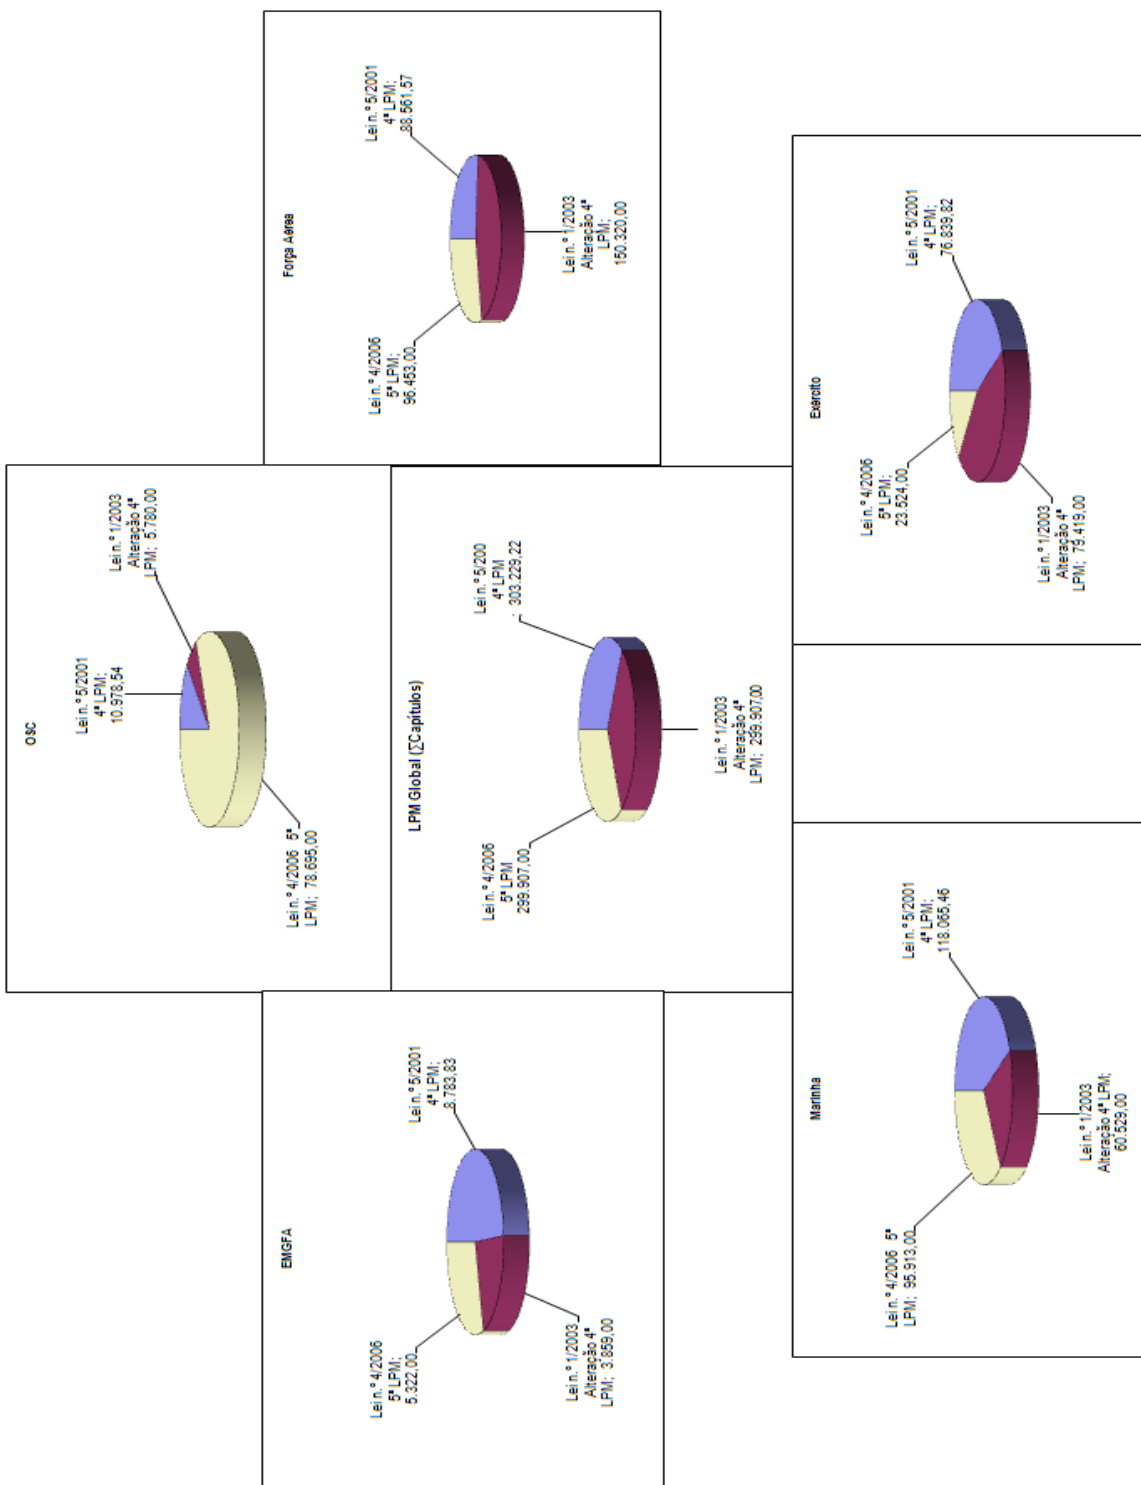 OSC
Lei n.º 5/2001
4ª LPM;
10.978,54
Lei n.º 1/2003
Alteração 4ª
LPM; 5.780,00
Lei n.º 4/2006 5ª
LPM; 78.695,00
EMGFA
Lei n.º 5/2001
4ª LPM;
8.783,83
Lei n.º 4/2006
5ª LPM;
5.322,00
Lei n.º 1/2003
Alteração 4ª
LPM; 3.859,00
LPM Global (∑Capítulos)
Lei n.º 5/200
4ª LPM
; 303.229,22
Lei n.º 4/2006
5ª LPM
299.907,00
Lei n.º 1/2003
Alteração 4ª
LPM; 299.907,00
Força Aérea
Lei n.º 5/2001
4ª LPM;
88.561,57
Lei n.º 4/2006
5ª LPM;
96.453,00
Lei n.º 1/2003
Alteração 4ª
LPM;
150.320,00
Marinha
Lei n.º 5/2001
4ª LPM;
118.065,46
Lei n.º 4/2006 5ª
LPM; 95.913,00
Lei n.º 1/2003
Alteração 4ª LPM;
60.529,00
Exército
Lei n.º 5/2001
4ª LPM;
76.839,82
Lei n.º 4/2006
5ª LPM;
23.524,00
Lei n.º 1/2003
Alteração 4ª
LPM; 79.419,00